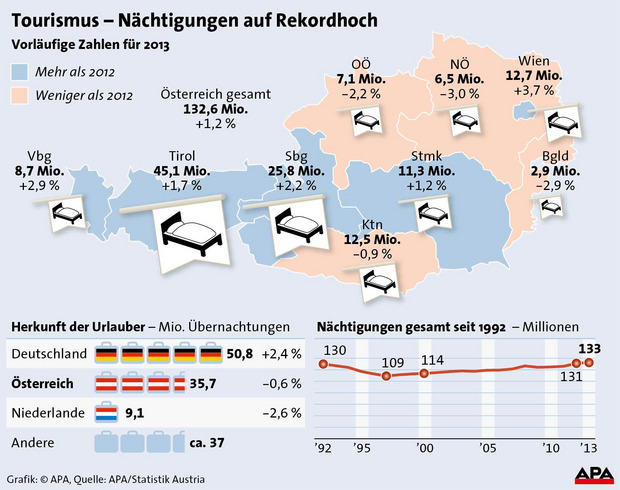 Tourismus – Nächtigungen auf Rekordhoch
Vorläufige Zahlen für 2013
Mehr als 2012
Weniger als 2012
Österreich gesamt
132,6 Mio.
+1,2 %
OÖ
7,1 Mio.
−2,2 %
NÖ
6,5 Mio.
−3,0 %
Wien
12,7 Mio.
+3,7 %
Vbg
8,7 Mio.
+2,9 %
Tirol
45,1 Mio.
+1,7 %
Sbg
25,8 Mio.
+2,2 %
Stmk
11,3 Mio.
+1,2 %
Bgld
2,9 Mio.
−2,9 %
Ktn
12,5 Mio.
−0,9 %
Herkunft der Urlauber – Mio. Übernachtungen
Deutschland 50,8 +2,4 %
Österreich 35,7 −0,6 %
Niederlande 9,1 −2,6 %
Andere ca. 37
Nächtigungen gesamt seit 1992 – Millionen
130 109 114 131 133
'92 '95 '00 '05 '10 '13
Grafik: © APA, Quelle: APA/Statistik Austria
APA